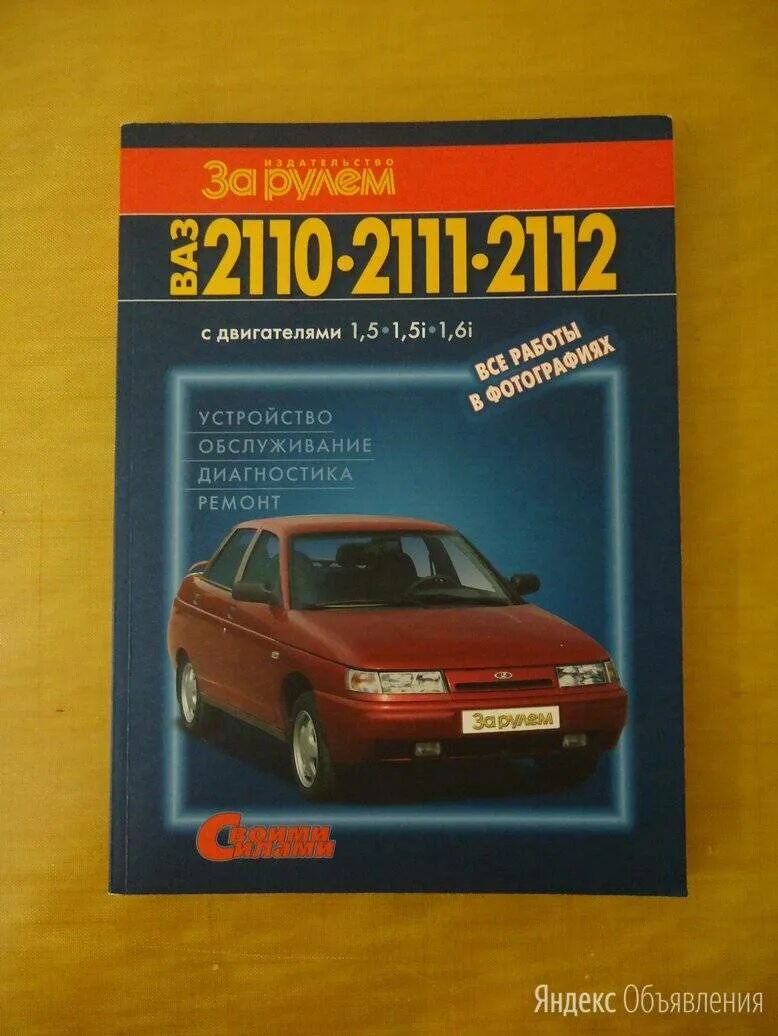 ИЗДАТЕЛЬСТВО
За рулем
ВАЗ 2110•2111•2112
с двигателями 1,5•1,5i•1,6i
ВСЕ РАБОТЫ
В ФОТОГРАФИЯХ
УСТРОЙСТВО
ОБСЛУЖИВАНИЕ
ДИАГНОСТИКА
РЕМОНТ
За рулем
Своими
Силами
Яндекс Объявления